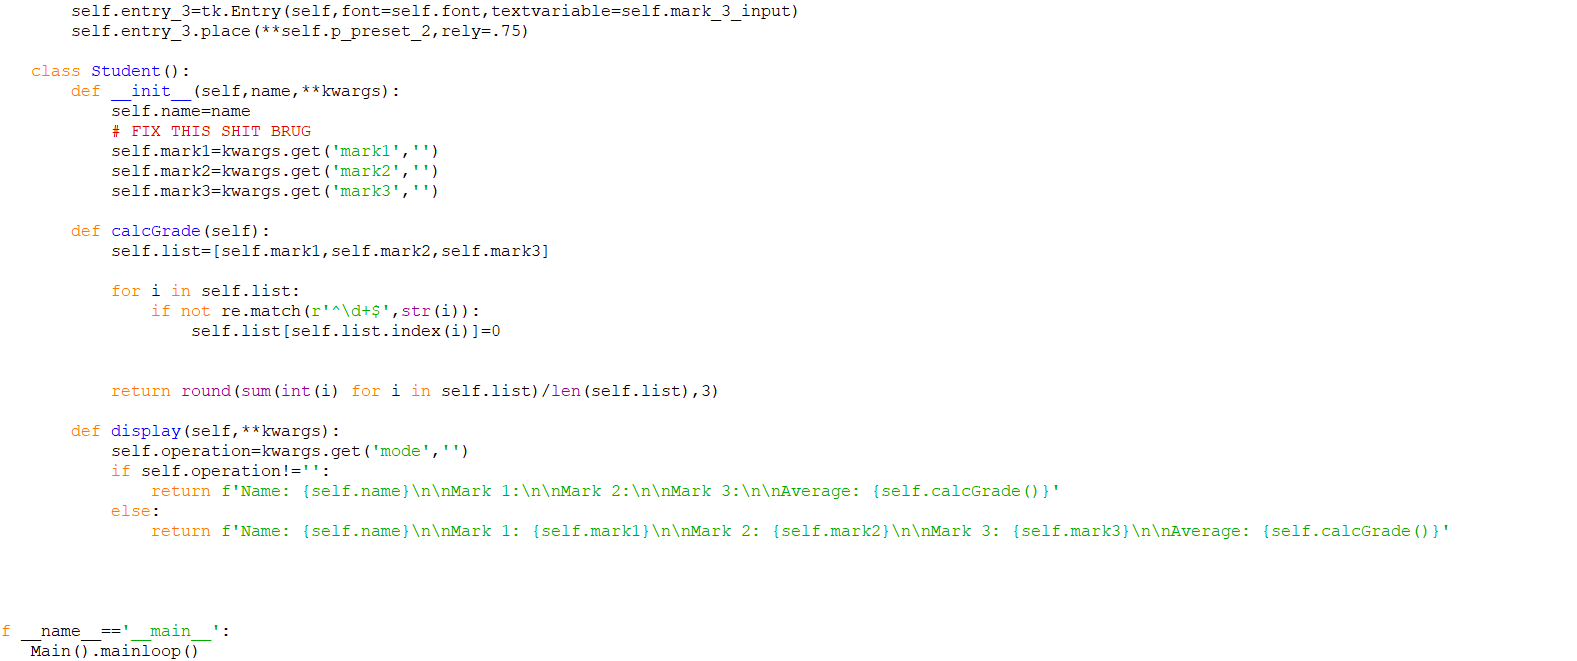 self.entry_3=tk.Entry(self,font=self.font,textvariable=self.mark_3_input)
self.entry_3.place(**self.p_preset_2,rely=.75)
class Student():
def __init__(self,name,**kwargs):
self.name=name
# FIX THIS SHIT BRUG
self.mark1=kwargs.get('mark1','')
self.mark2=kwargs.get('mark2','')
self.mark3=kwargs.get('mark3','')
def calcGrade(self):
self.list=[self.mark1,self.mark2,self.mark3]
for i in self.list:
if not re.match(r'^\d+$',str(i)):
self.list[self.list.index(i)]=0
return round(sum(int(i) for i in self.list)/len(self.list),3)
def display(self,**kwargs):
self.operation=kwargs.get('mode','')
if self.operation!='':
return f'Name: {self.name}\n\nMark 1:\n\nMark 2:\n\nMark 3:\n\nAverage: {self.calcGrade()}'
else:
return f'Name: {self.name}\n\nMark 1: {self.mark1}\n\nMark 2: {self.mark2}\n\nMark 3: {self.mark3}\n\nAverage: {self.calcGrade()}'
f __name__=='__main__':
Main().mainloop()